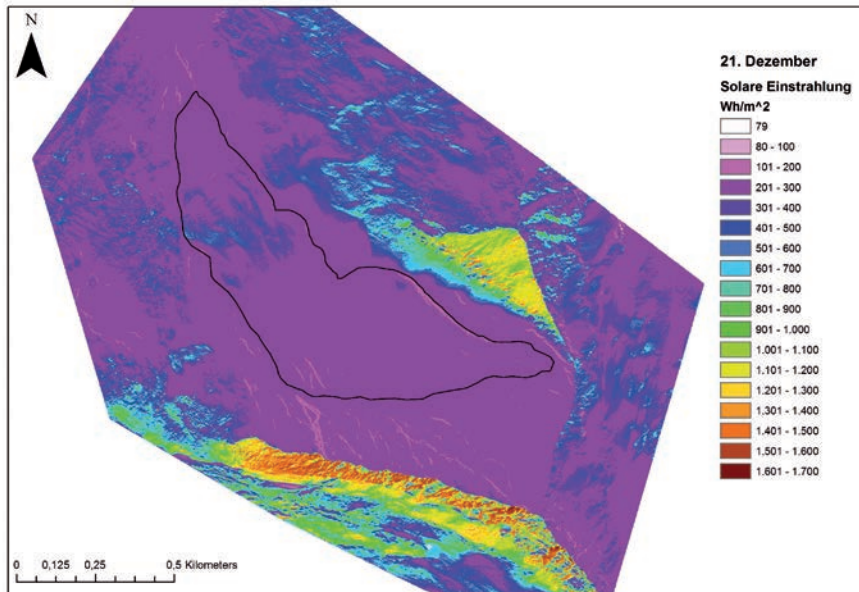 N
21. Dezember
Solare Einstrahlung
Wh/m^2
79
80 - 100
101 - 200
201 - 300
301 - 400
401 - 500
501 - 600
601 - 700
701 - 800
801 - 900
901 - 1.000
1.001 - 1.100
1.101 - 1.200
1.201 - 1.300
1.301 - 1.400
1.401 - 1.500
1.501 - 1.600
1.601 - 1.700
0 0,125 0,25 0,5 Kilometers